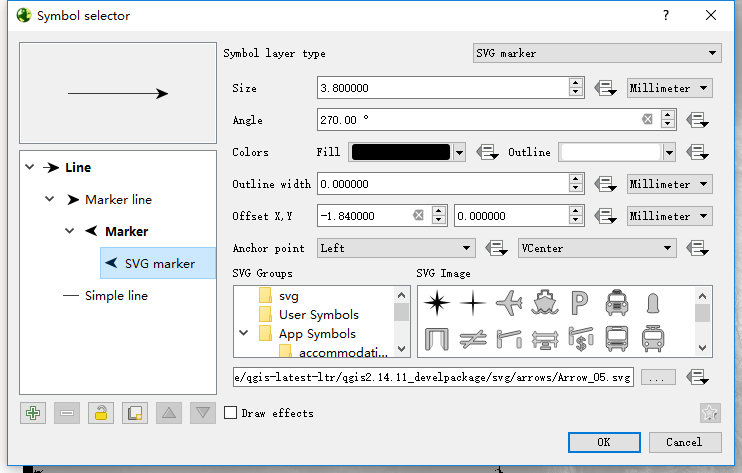 Symbol selector
Symbol layer type SVG marker
Size 3.800000 Millimeter
Angle 270.00 °
Colors Fill Outline
Outline width 0.000000 Millimeter
Offset X,Y -1.840000 0.000000 Millimeter
Anchor point Left VCenter
Line
Marker line
Marker
SVG marker
Simple line
SVG Groups SVG Image
svg
User Symbols
App Symbols
accommodati...
e/qgis-latest-ltr/qgis2.14.11_develpackage/svg/arrows/Arrow_05.svg ...
Draw effects
OK Cancel